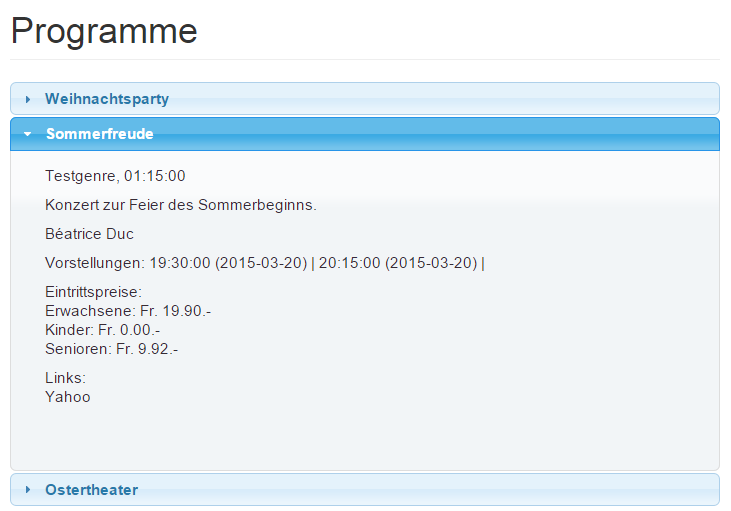 Programme
Weihnachtsparty
Sommerfreude
Testgenre, 01:15:00
Konzert zur Feier des Sommerbeginns.
Béatrice Duc
Vorstellungen: 19:30:00 (2015-03-20) | 20:15:00 (2015-03-20) |
Eintrittspreise:
Erwachsene: Fr. 19.90.-
Kinder: Fr. 0.00.-
Senioren: Fr. 9.92.-
Links:
Yahoo
Ostertheater